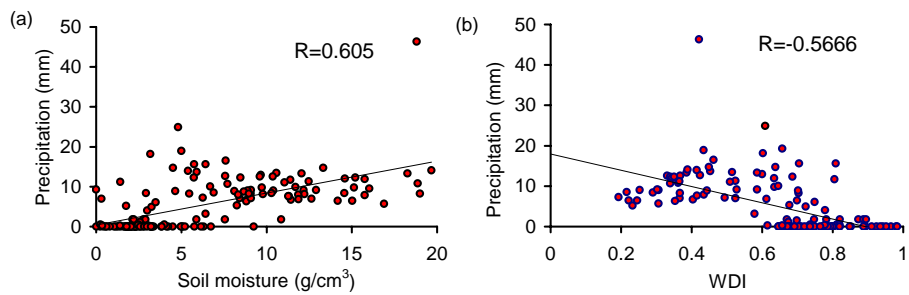 (a)
R=0.605
Precipitation (mm)
50
40
30
20
10
0
0 5 10 15 20
Soil moisture (g/cm³)
(b)
R=-0.5666
Precipitation (mm)
50
40
30
20
10
0
0 0.2 0.4 0.6 0.8 1
WDI